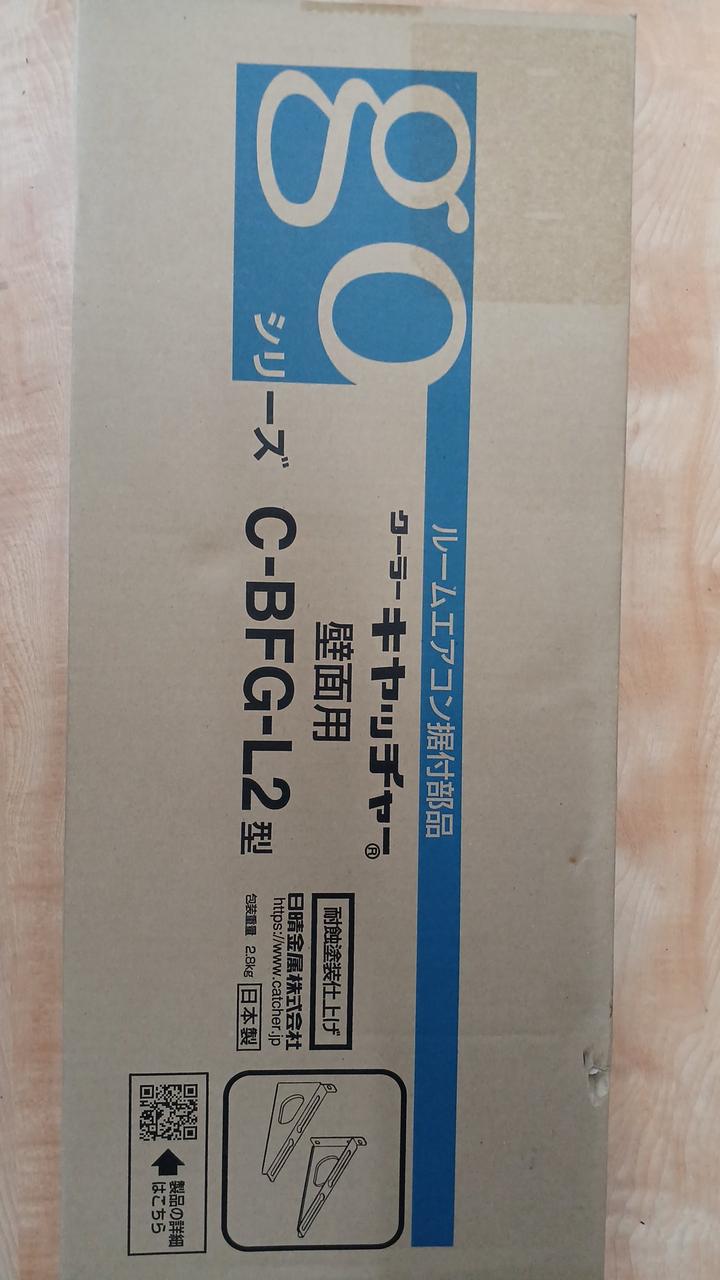 go
シリーズ
ルームエアコン据付部品
クーラーキャッチャー®
壁面用
C-BFG-L2型
耐蝕塗装仕上げ
日晴金属株式会社
https://www.catcher.jp
包装重量 2.8kg 日本製
製品の詳細
はこちら